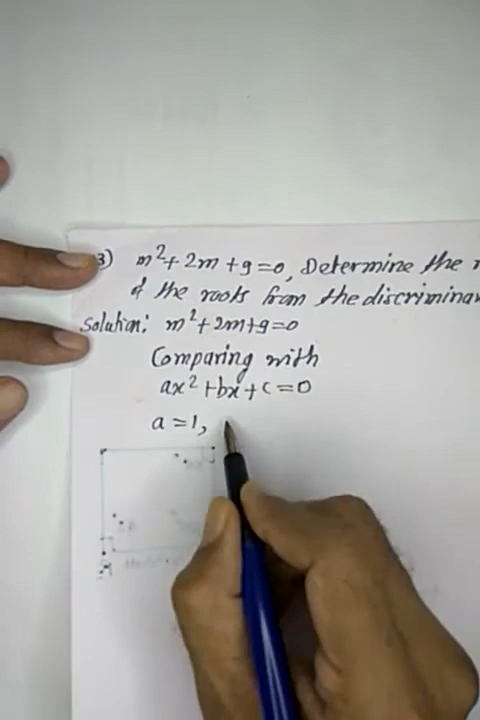 3) m²+2m+9=0, Determine the
of the roots from the
Solution: m²+2m+9=0
Comparing with
ax²+bx+c=0
a=1,